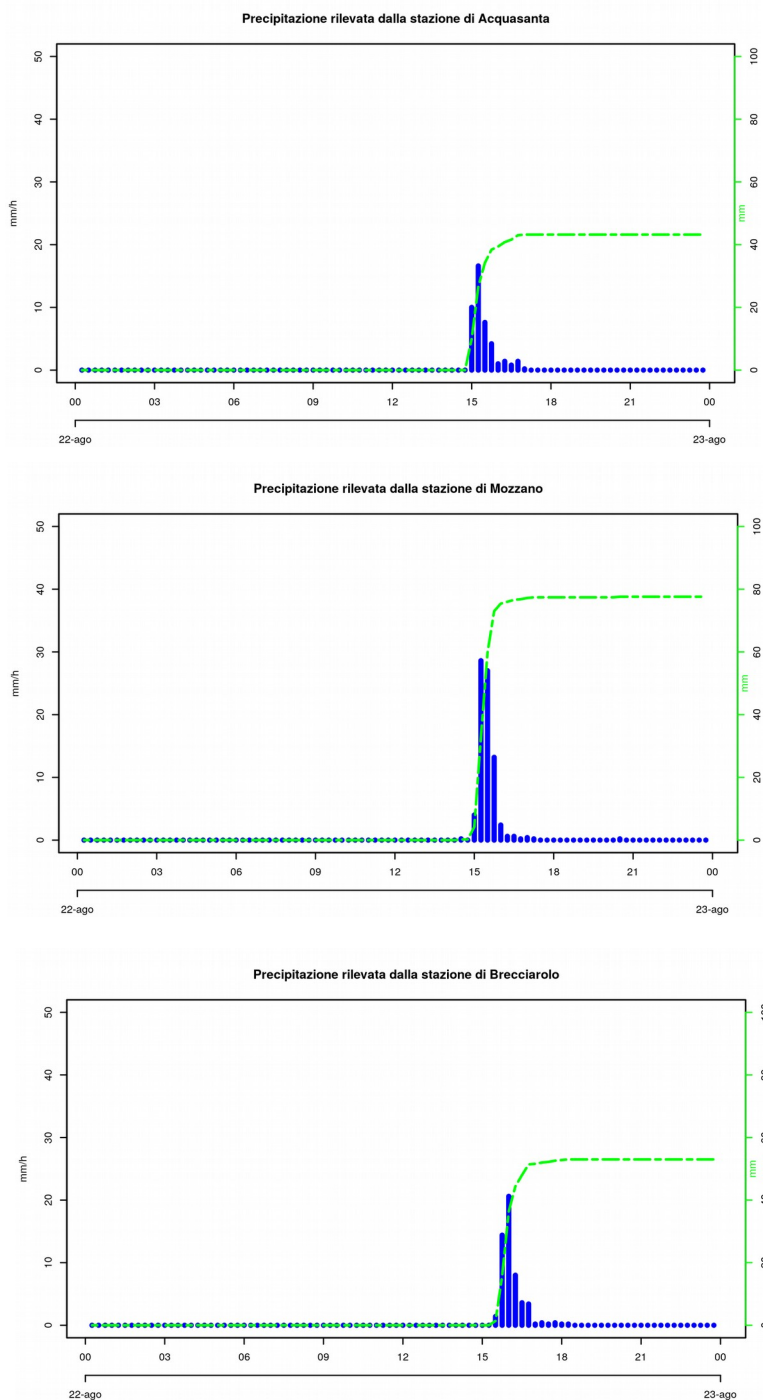 Precipitazione rilevata dalla stazione di Acquasanta
50
40
30
20
10
0
mm/h
100
80
60
40
20
0
mm
00 03 06 09 12 15 18 21 00
22-ago 23-ago
Precipitazione rilevata dalla stazione di Mozzano
50
40
30
20
10
0
mm/h
100
80
60
40
20
0
mm
00 03 06 09 12 15 18 21 00
22-ago 23-ago
Precipitazione rilevata dalla stazione di Brecciarolo
50
40
30
20
10
0
mm/h
mm
00 03 06 09 12 15 18 21 00
22-ago 23-ago